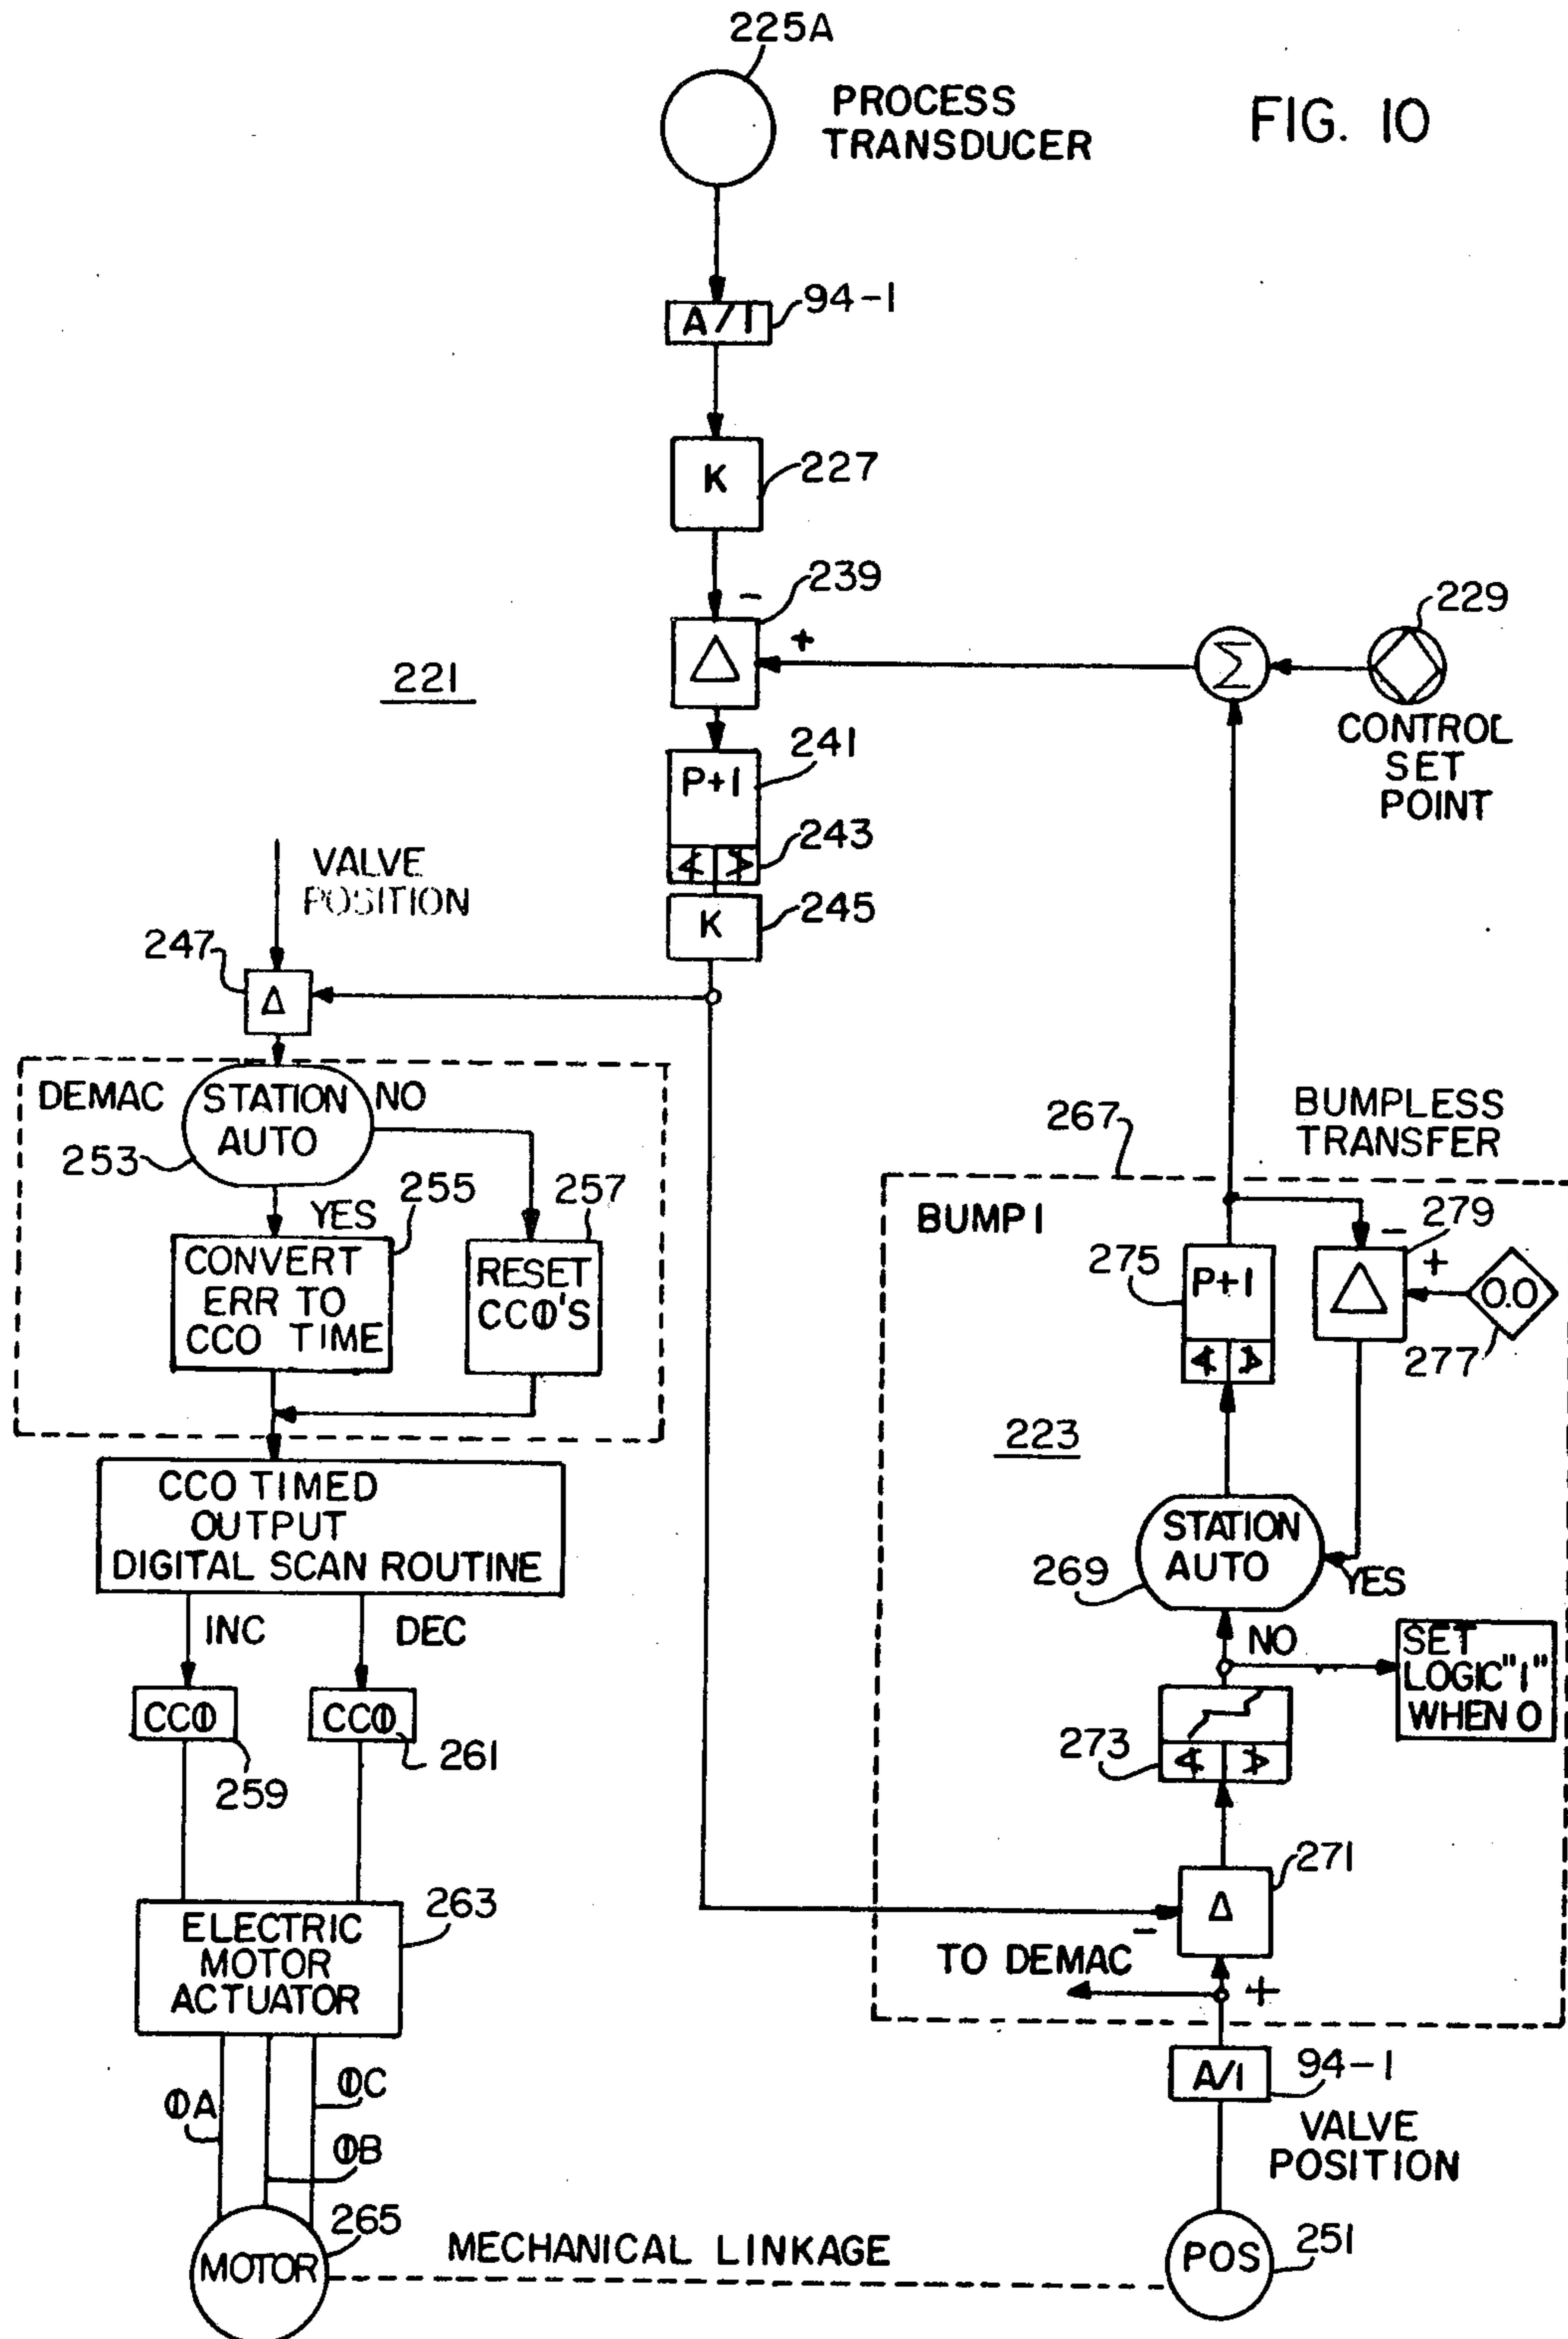 225A
PROCESS
TRANSDUCER
FIG. 10
A/I
94-1
K
227
239
-
+
Δ
Σ
229
CONTROL
SET
POINT
221
241
P+I
243
K
245
VALVE
POSITION
247
Δ
DEMAC
STATION
AUTO
NO
253
YES
255
257
CONVERT
ERR TO
CCO TIME
RESET
CCΦ'S
CCO TIMED
OUTPUT
DIGITAL SCAN ROUTINE
INC
DEC
CCΦ
CCΦ
259
261
263
ELECTRIC
MOTOR
ACTUATOR
ΦA
ΦC
ΦB
265
MOTOR
MECHANICAL LINKAGE
267
BUMPLESS
TRANSFER
BUMP1
279
-
+
275
P+I
Δ
0.0
277
223
STATION
AUTO
269
YES
NO
SET
LOGIC "1"
WHEN 0
273
271
Δ
-
TO DEMAC
+
A/I
94-1
VALVE
POSITION
POS
251